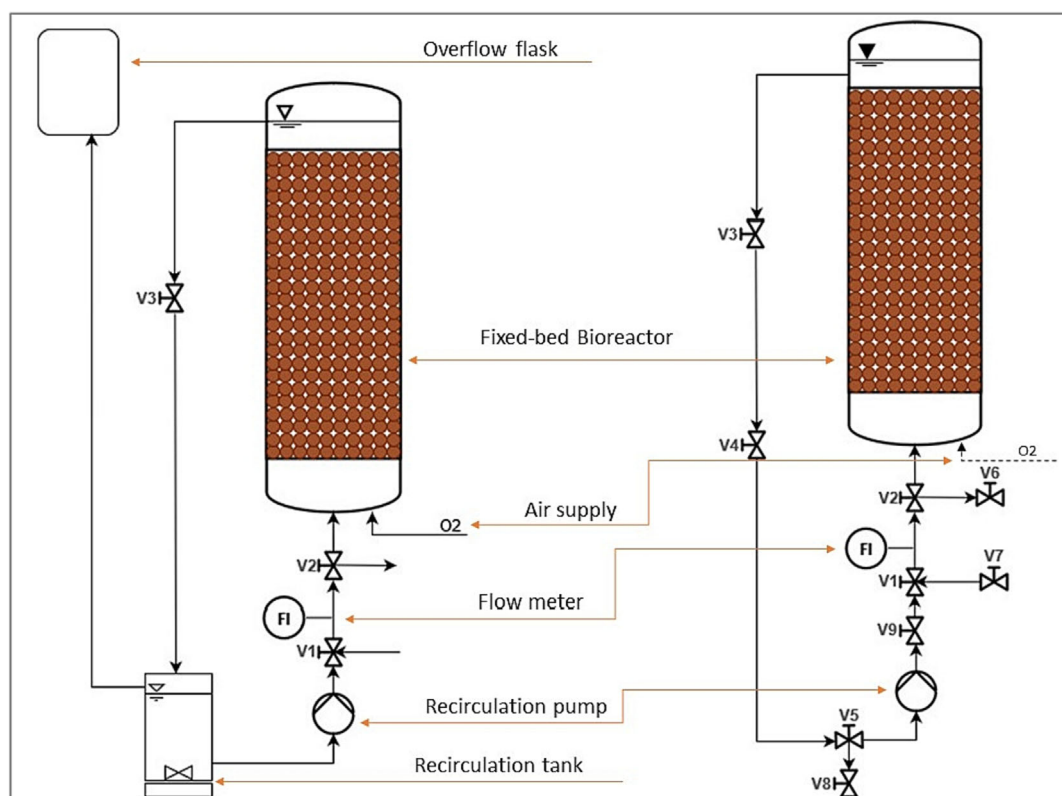 Overflow flask
V3
V3
Fixed-bed Bioreactor
V4
O2
V6
Air supply
O2
V2
V2
FI
V7
V1
Flow meter
FI
V9
V1
Recirculation pump
V5
Recirculation tank
V8